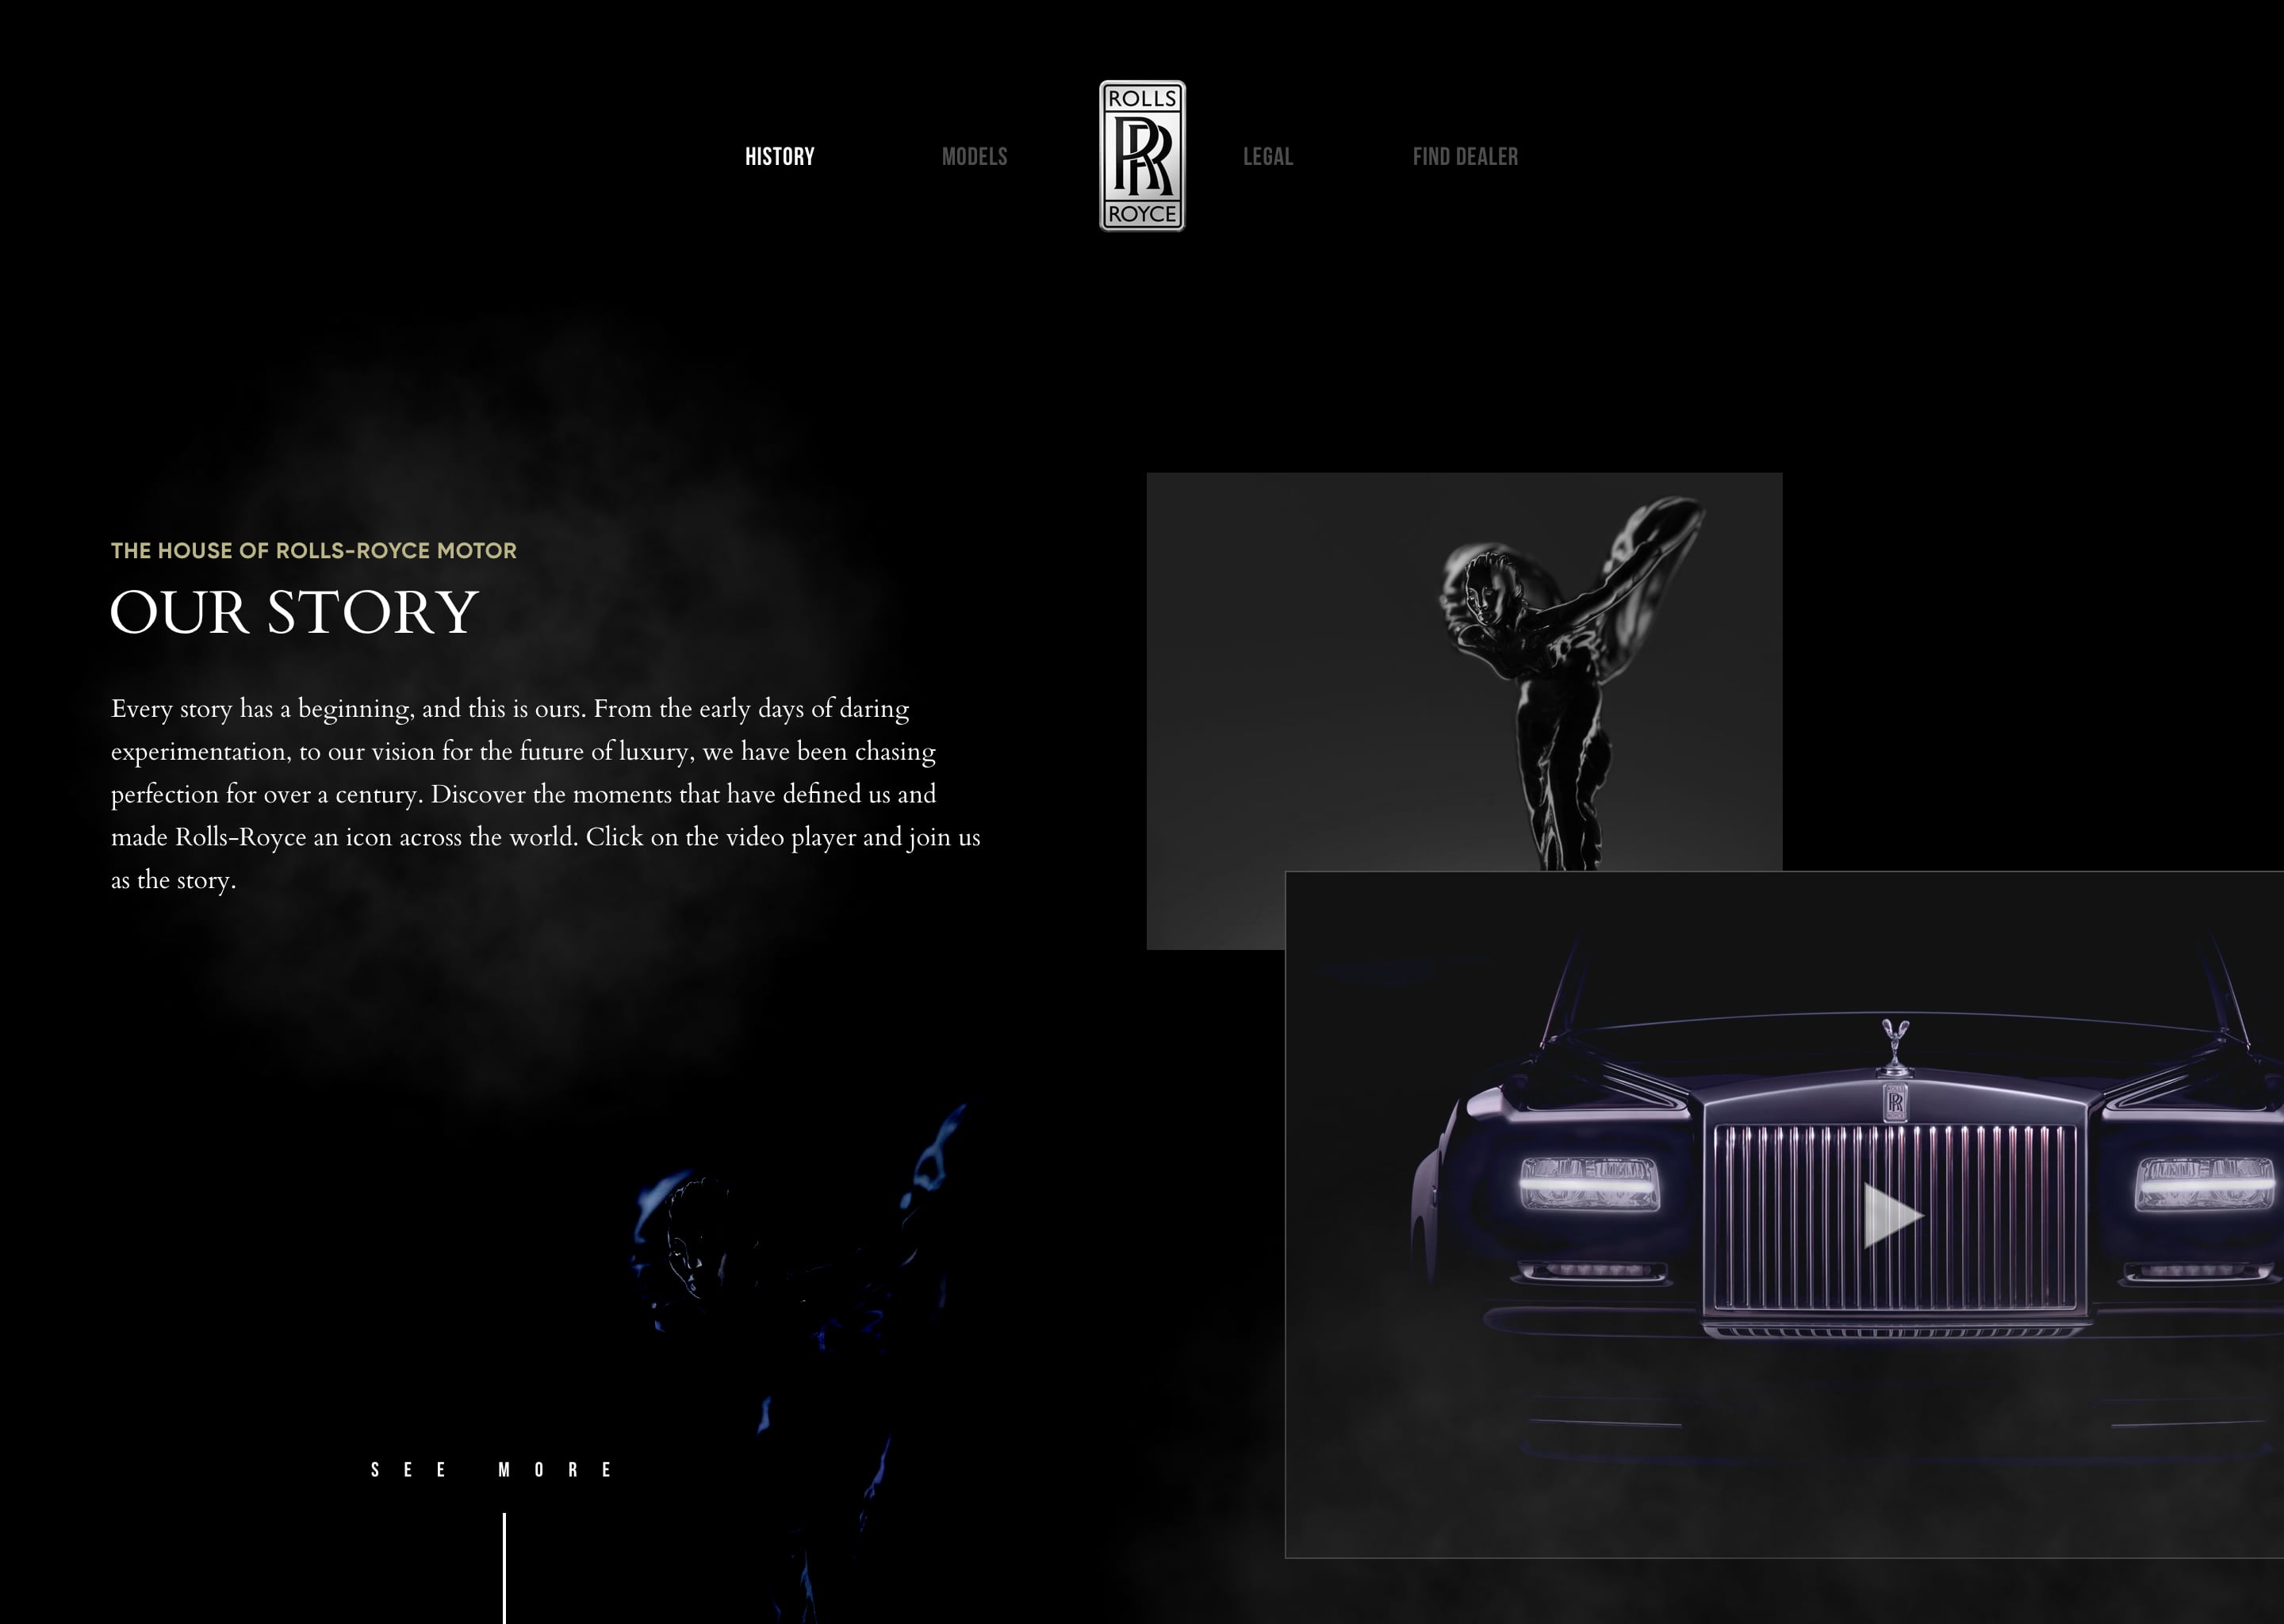 HISTORY
MODELS
ROLLS
RR
ROYCE
LEGAL
FIND DEALER
THE HOUSE OF ROLLS-ROYCE MOTOR
OUR STORY
Every story has a beginning, and this is ours. From the early days of daring
experimentation, to our vision for the future of luxury, we have been chasing
perfection for over a century. Discover the moments that have defined us and
made Rolls-Royce an icon across the world. Click on the video player and join us
as the story.
RR
SEE MORE